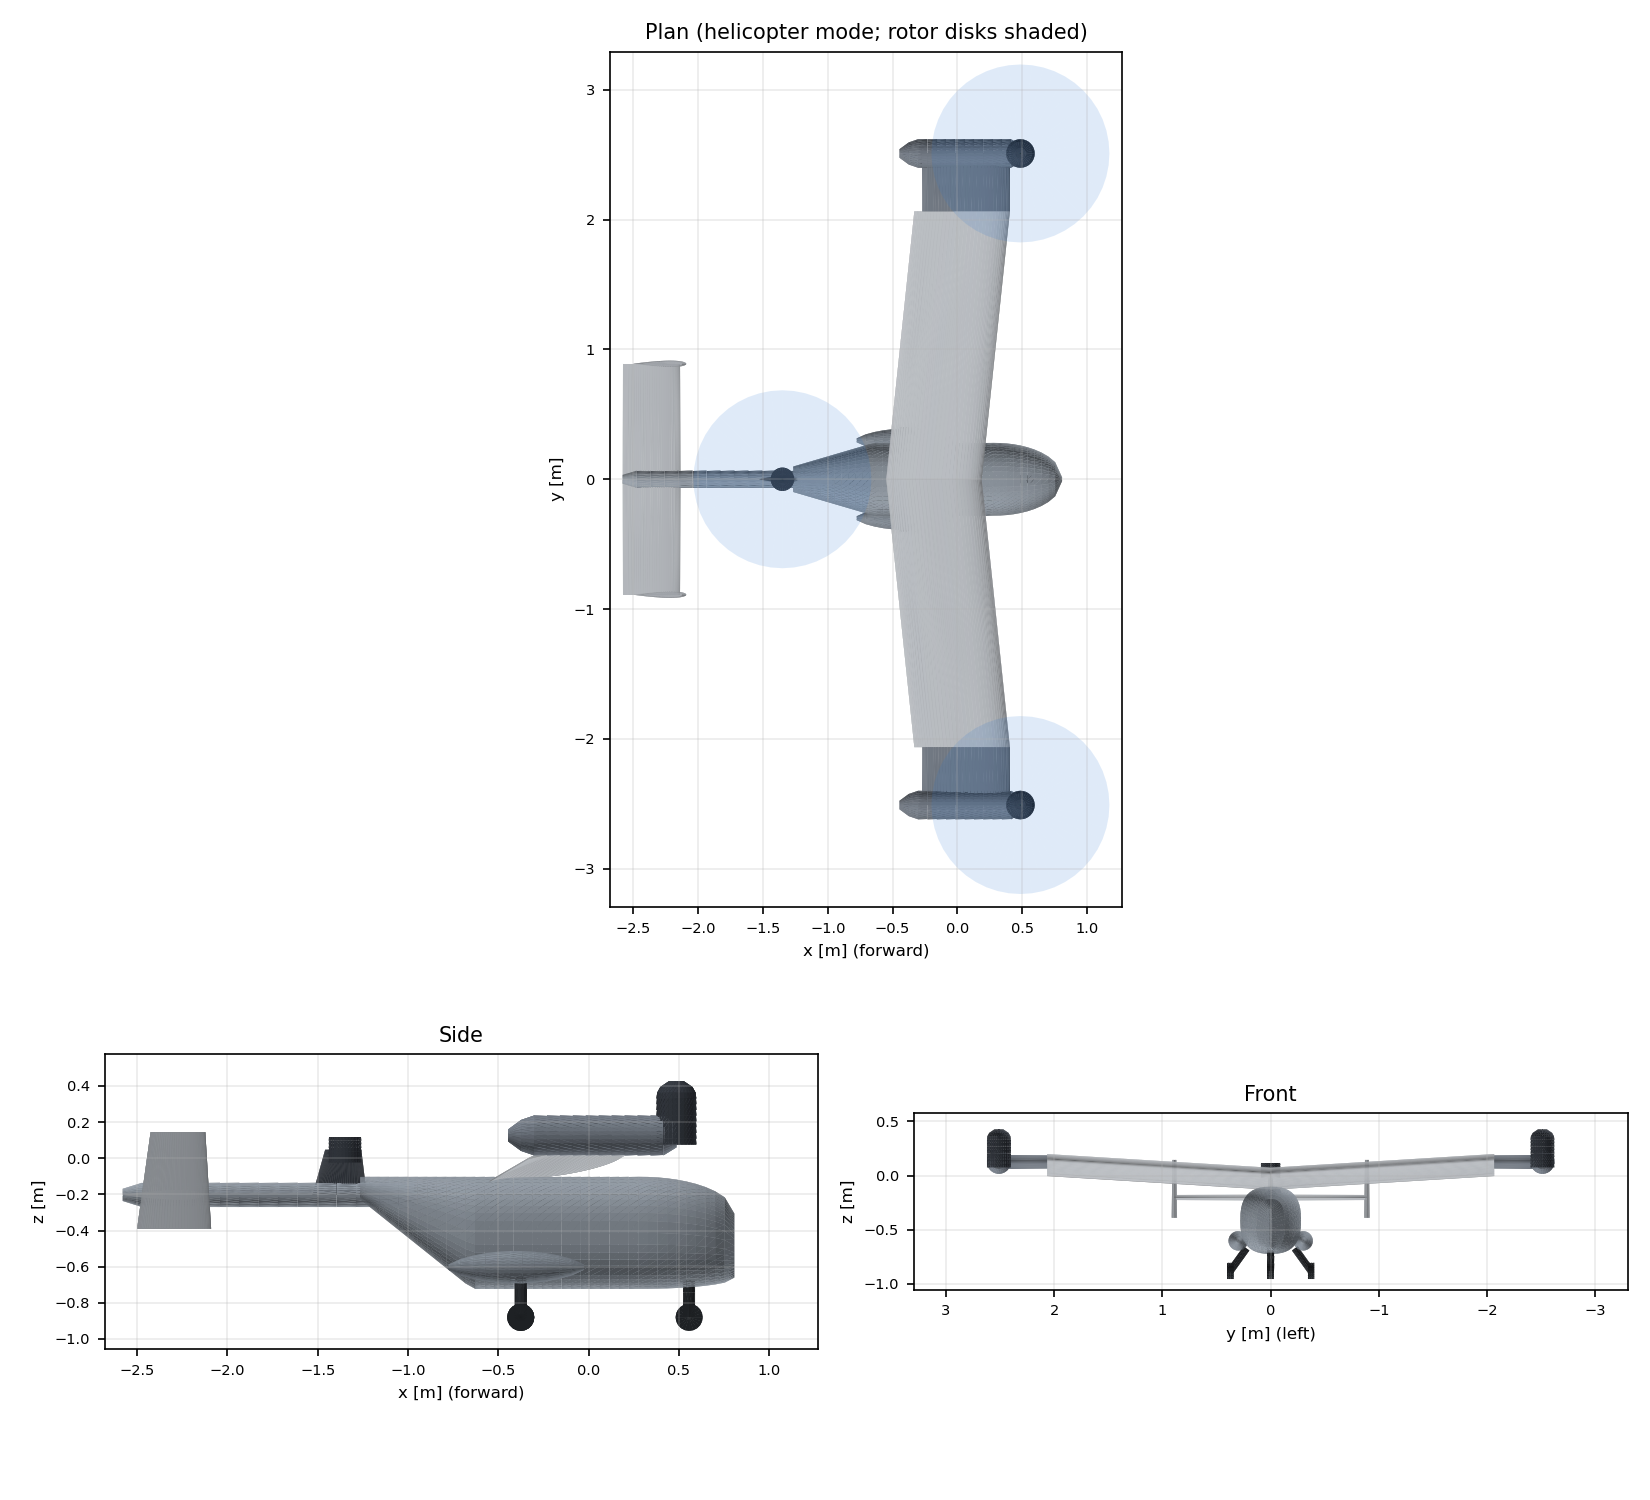 Plan (helicopter mode; rotor disks shaded)
3
2
1
0
−1
−2
−3
y [m]
−2.5 −2.0 −1.5 −1.0 −0.5 0.0 0.5 1.0
x [m] (forward)
Side
0.4
0.2
0.0
−0.2
−0.4
−0.6
−0.8
−1.0
z [m]
−2.5 −2.0 −1.5 −1.0 −0.5 0.0 0.5 1.0
x [m] (forward)
Front
0.5
0.0
−0.5
−1.0
z [m]
3 2 1 0 −1 −2 −3
y [m] (left)